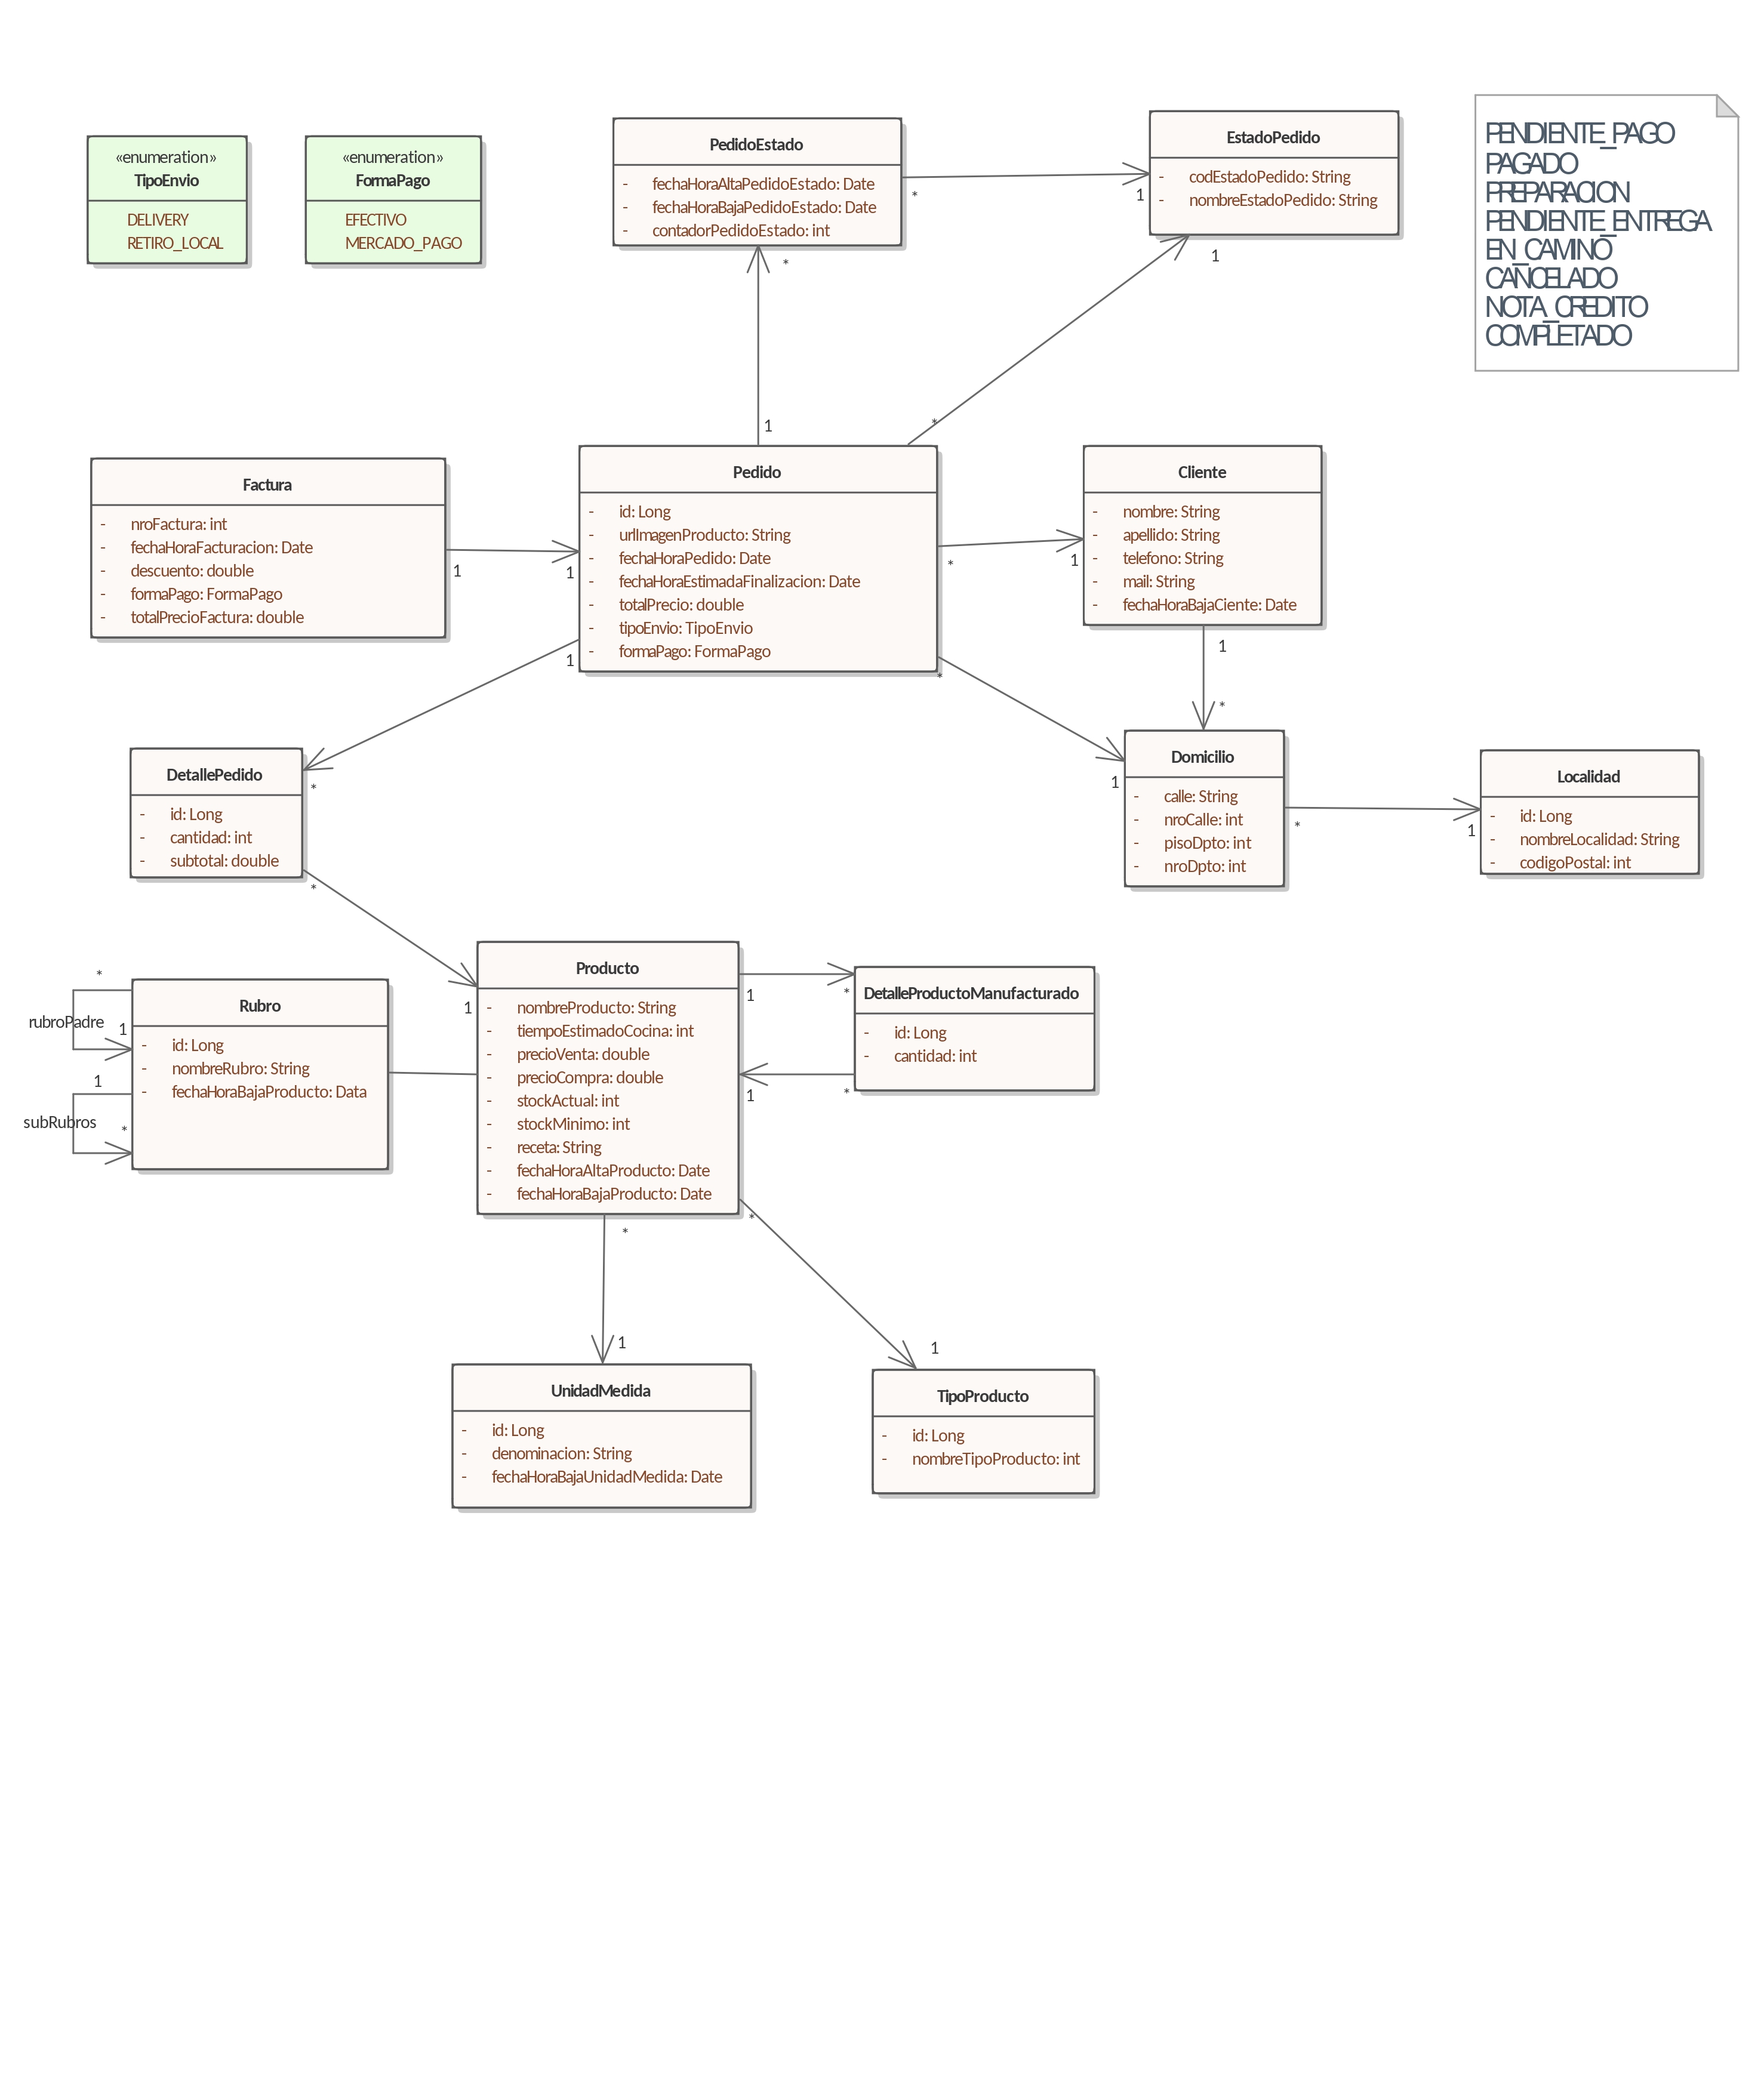 «enumeration»
TipoEnvio
DELIVERY
RETIRO_LOCAL
«enumeration»
FormaPago
EFECTIVO
MERCADO_PAGO
PedidoEstado
- fechaHoraAltaPedidoEstado: Date
- fechaHoraBajaPedidoEstado: Date
- contadorPedidoEstado: int
*
1
*
EstadoPedido
- codEstadoPedido: String
- nombreEstadoPedido: String
1
PENDIENTE_PAGO
PAGADO
PREPARACION
PENDIENTE_ENTREGA
EN_CAMINO
CANCELADO
NOTA_CREDITO
COMPLETADO
1
*
Factura
- nroFactura: int
- fechaHoraFacturacion: Date
- descuento: double
- formaPago: FormaPago
- totalPrecioFactura: double
1
1
Pedido
- id: Long
- urlImagenProducto: String
- fechaHoraPedido: Date
- fechaHoraEstimadaFinalizacion: Date
- totalPrecio: double
- tipoEnvio: TipoEnvio
- formaPago: FormaPago
*
1
Cliente
- nombre: String
- apellido: String
- telefono: String
- mail: String
- fechaHoraBajaCiente: Date
1
*
1
*
DetallePedido
- id: Long
- cantidad: int
- subtotal: double
*
*
1
Domicilio
- calle: String
- nroCalle: int
- pisoDpto: int
- nroDpto: int
*
1
Localidad
- id: Long
- nombreLocalidad: String
- codigoPostal: int
*
rubroPadre
1
1
subRubros
*
Rubro
- id: Long
- nombreRubro: String
- fechaHoraBajaProducto: Data
1
Producto
- nombreProducto: String
- tiempoEstimadoCocina: int
- precioVenta: double
- precioCompra: double
- stockActual: int
- stockMinimo: int
- receta: String
- fechaHoraAltaProducto: Date
- fechaHoraBajaProducto: Date
1
*
1
*
DetalleProductoManufacturado
- id: Long
- cantidad: int
*
*
1
1
UnidadMedida
- id: Long
- denominacion: String
- fechaHoraBajaUnidadMedida: Date
TipoProducto
- id: Long
- nombreTipoProducto: int